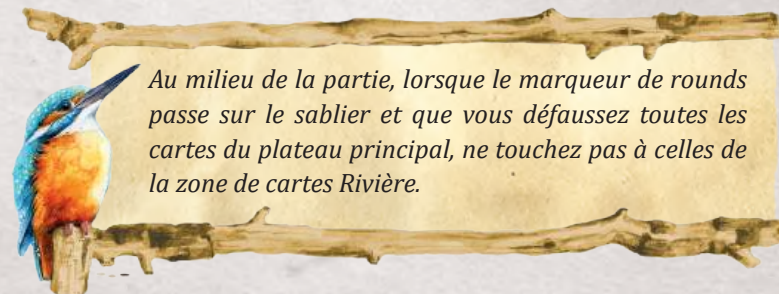 Au milieu de la partie, lorsque le marqueur de rounds
passe sur le sablier et que vous défaussez toutes les
cartes du plateau principal, ne touchez pas à celles de
la zone de cartes Rivière.